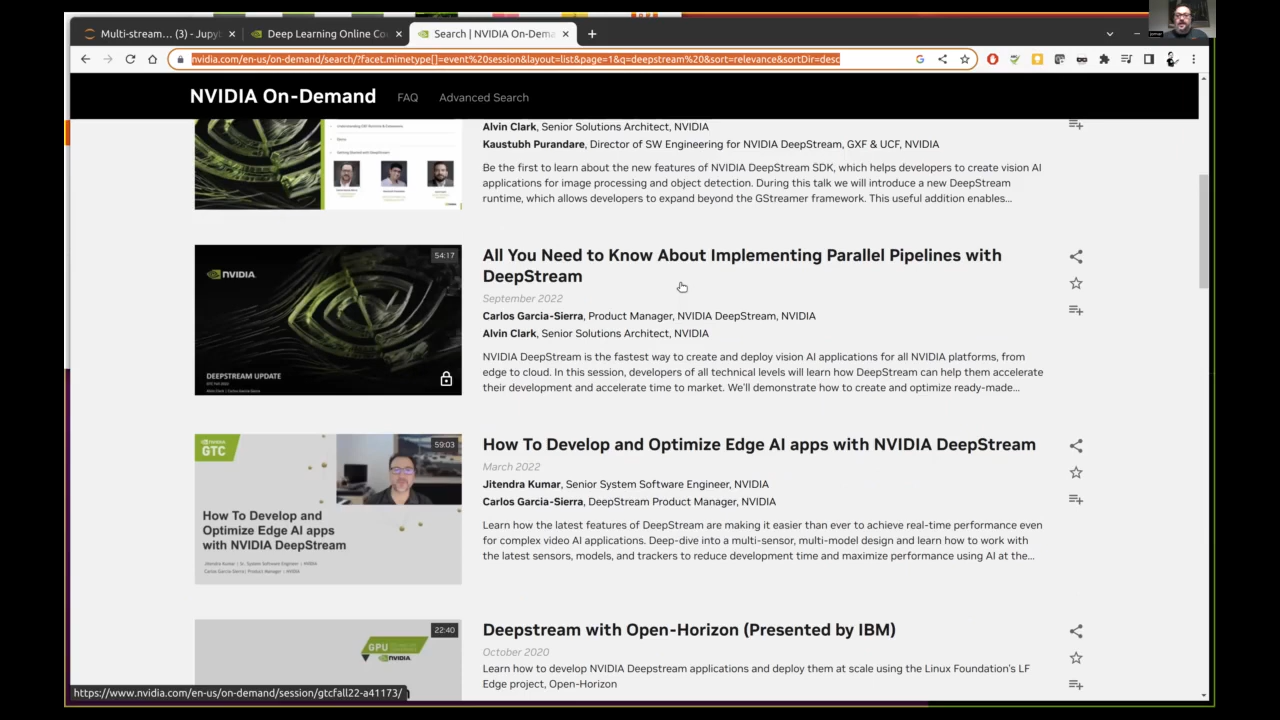 Multi-stream… (3) - Jupyt
Deep Learning Online Co
Search | NVIDIA On-Dema
nvidia.com/en-us/on-demand/search/?facet.mimetype[]=event%20session&layout=list&page=1&q=deepstream%20&sort=relevance&sortDir=desc
NVIDIA On-Demand
FAQ
Advanced Search
Alvin Clark, Senior Solutions Architect, NVIDIA
Kaustubh Purandare, Director of SW Engineering for NVIDIA DeepStream, GXF & UCF, NVIDIA
Be the first to learn about the new features of NVIDIA DeepStream SDK, which helps developers to create vision AI
applications for image processing and object detection. During this talk we will introduce a new DeepStream
runtime, which allows developers to expand beyond the GStreamer framework. This useful addition enables…
54:17
NVIDIA
DEEPSTREAM UPDATE
All You Need to Know About Implementing Parallel Pipelines with
DeepStream
September 2022
Carlos Garcia-Sierra, Product Manager, NVIDIA DeepStream, NVIDIA
Alvin Clark, Senior Solutions Architect, NVIDIA
NVIDIA DeepStream is the fastest way to create and deploy vision AI applications for all NVIDIA platforms, from
edge to cloud. In this session, developers of all technical levels will learn how DeepStream can help them accelerate
their development and accelerate time to market. We'll demonstrate how to create and optimize ready-made…
NVIDIA
GTC
59:03
How To Develop and
Optimize Edge AI apps
with NVIDIA DeepStream
Jitendra Kumar | Sr. System Software Engineer | NVIDIA
Carlos Garcia-Sierra | Product Manager | NVIDIA
How To Develop and Optimize Edge AI apps with NVIDIA DeepStream
March 2022
Jitendra Kumar, Senior System Software Engineer, NVIDIA
Carlos Garcia-Sierra, DeepStream Product Manager, NVIDIA
Learn how the latest features of DeepStream are making it easier than ever to achieve real-time performance even
for complex video AI applications. Deep-dive into a multi-sensor, multi-model design and learn how to work with
the latest sensors, models, and trackers to reduce development time and maximize performance using AI at the…
22:40
GPU
NVIDIA
Deepstream with Open-Horizon (Presented by IBM)
October 2020
Learn how to develop NVIDIA Deepstream applications and deploy them at scale using the Linux Foundation's LF
Edge project, Open-Horizon
https://www.nvidia.com/en-us/on-demand/session/gtcfall22-a41173/